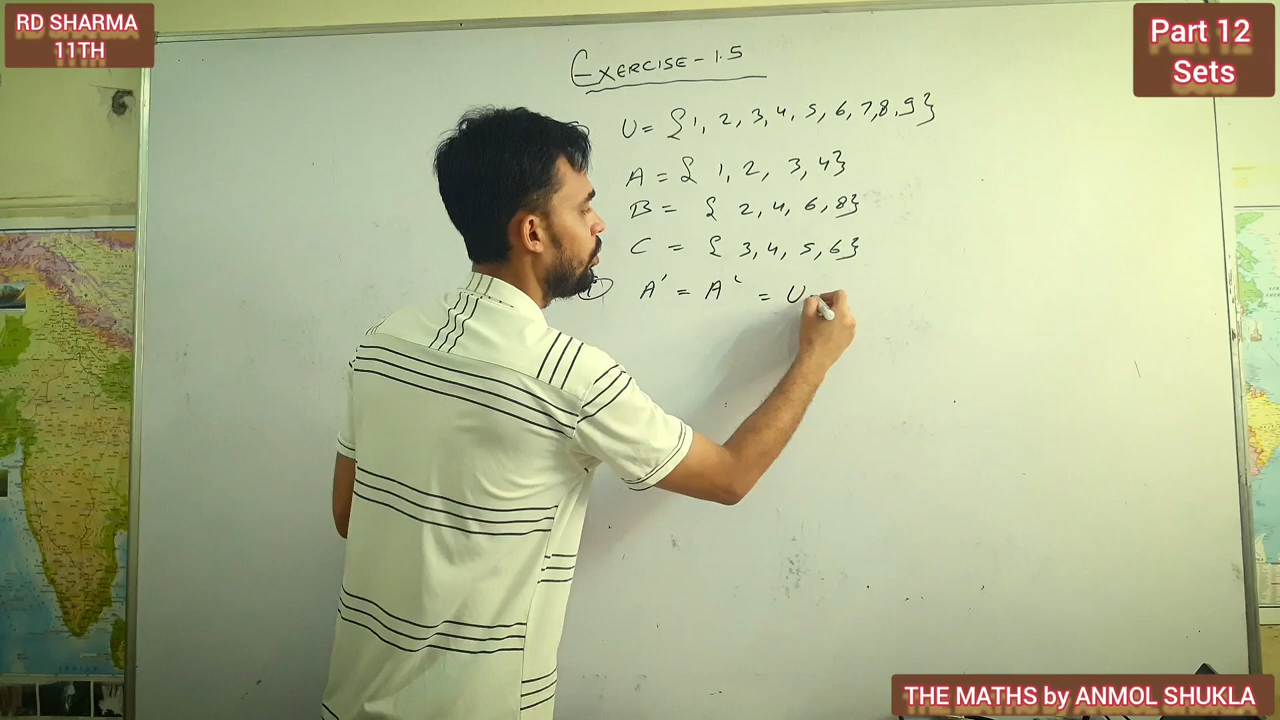 RD SHARMA
11TH
Part 12
Sets
EXERCISE-1.5
U = {1, 2, 3, 4, 5, 6, 7, 8, 9}
A = { 1, 2, 3, 4}
B = { 2, 4, 6, 8}
C = { 3, 4, 5, 6}
A' = Aᶜ = U
THE MATHS by ANMOL SHUKLA